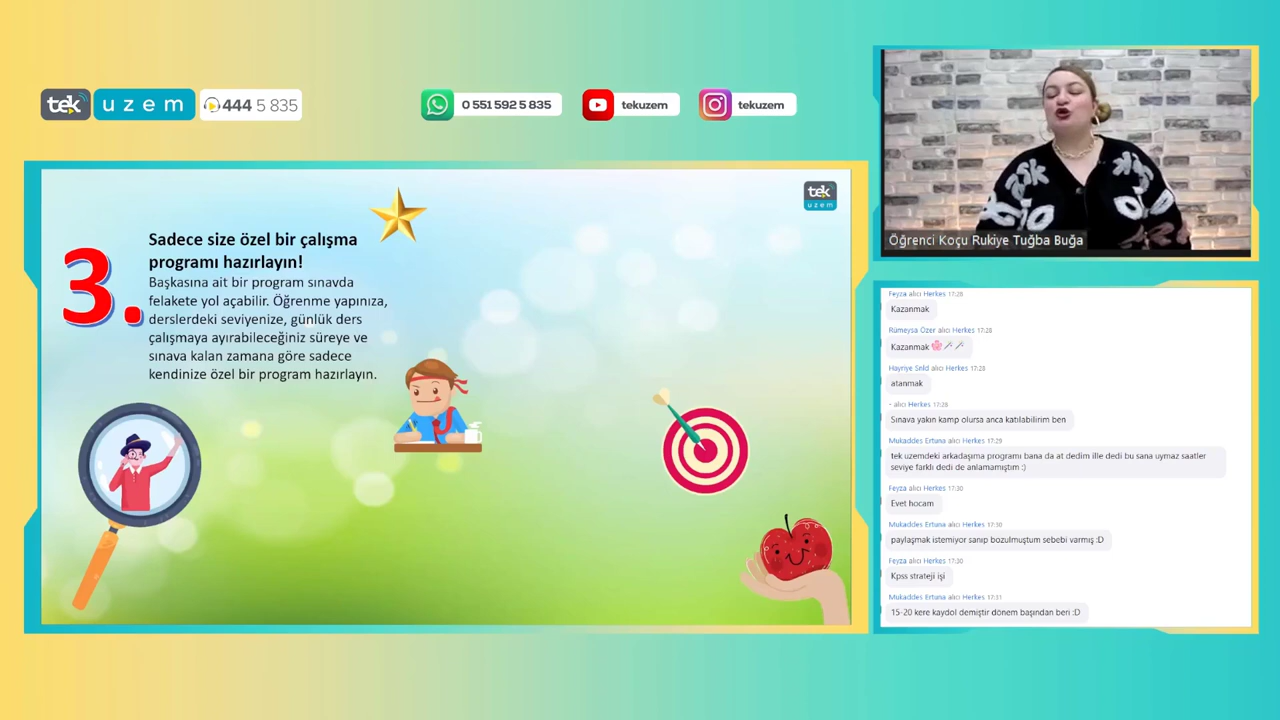 tek
uzem
444 5 835
0 551 592 5 835
tekuzem
tekuzem
tek
uzem
3.
Sadece size özel bir çalışma
programı hazırlayın!
Başkasına ait bir program sınavda
felakete yol açabilir. Öğrenme yapınıza,
derslerdeki seviyenize, günlük ders
çalışmaya ayırabileceğiniz süreye ve
sınava kalan zamana göre sadece
kendinize özel bir program hazırlayın.
Öğrenci Koçu Rukiye Tuğba Buğa
Feyza alıcı Herkes 17:28
Kazanmak
Rümeysa Özer alıcı Herkes 17:28
Kazanmak
Hayriye Snld alıcı Herkes 17:28
atanmak
- alıcı Herkes 17:28
Sınava yakın kamp olursa anca katılabilirim ben
Mukaddes Ertuna alıcı Herkes 17:29
tek uzemdeki arkadaşıma programı bana da at dedim ille dedi bu sana uymaz saatler
seviye farklı dedi de anlamamıştım :)
Feyza alıcı Herkes 17:30
Evet hocam
Mukaddes Ertuna alıcı Herkes 17:30
paylaşmak istemiyor sanıp bozulmuştum sebebi varmış :D
Feyza alıcı Herkes 17:30
Kpss strateji işi
Mukaddes Ertuna alıcı Herkes 17:31
15-20 kere kaydol demiştir dönem başından beri :D